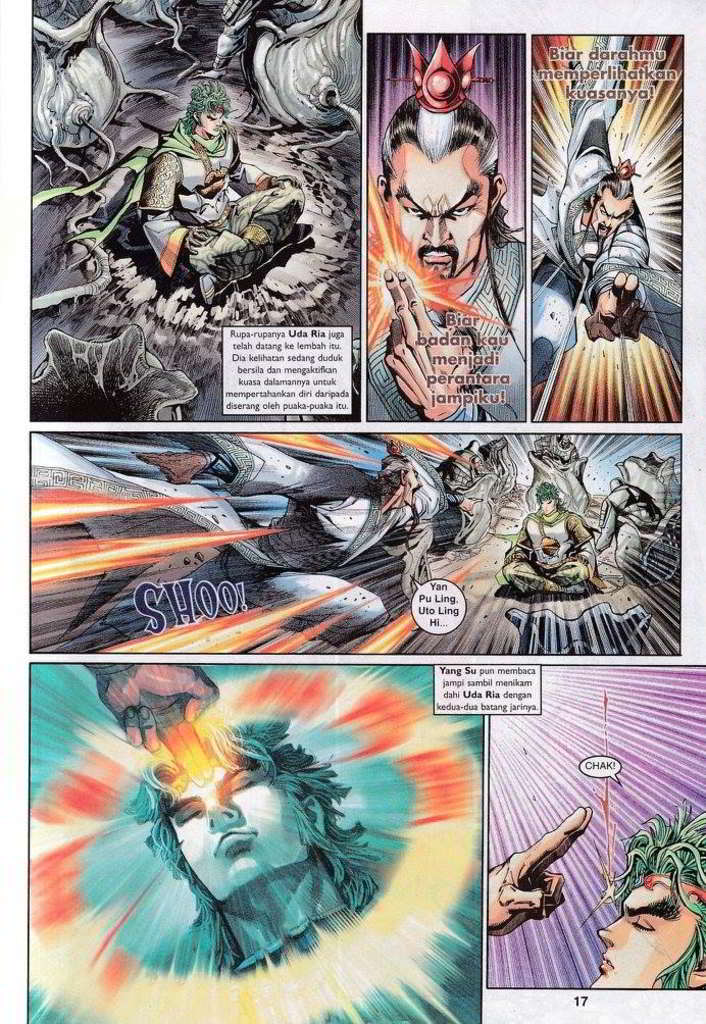 Rupa-rupanya Uda Ria juga
telah datang ke lembah itu.
Dia kelihatan sedang duduk
bersila dan mengaktifkan
kuasa dalamannya untuk
mempertahankan diri daripada
diserang oleh puaka-puaka itu.
Biar
badan kau
menjadi
perantara
jampiku!
Biar darahmu
memperlihatkan
kuasanya!
SHOO!
Yan
Pu Ling,
Uto Ling
Hi...
Yang Su pun membaca
jampi sambil menikam
dahi Uda Ria dengan
kedua-dua batang jarinya.
CHAK!
17